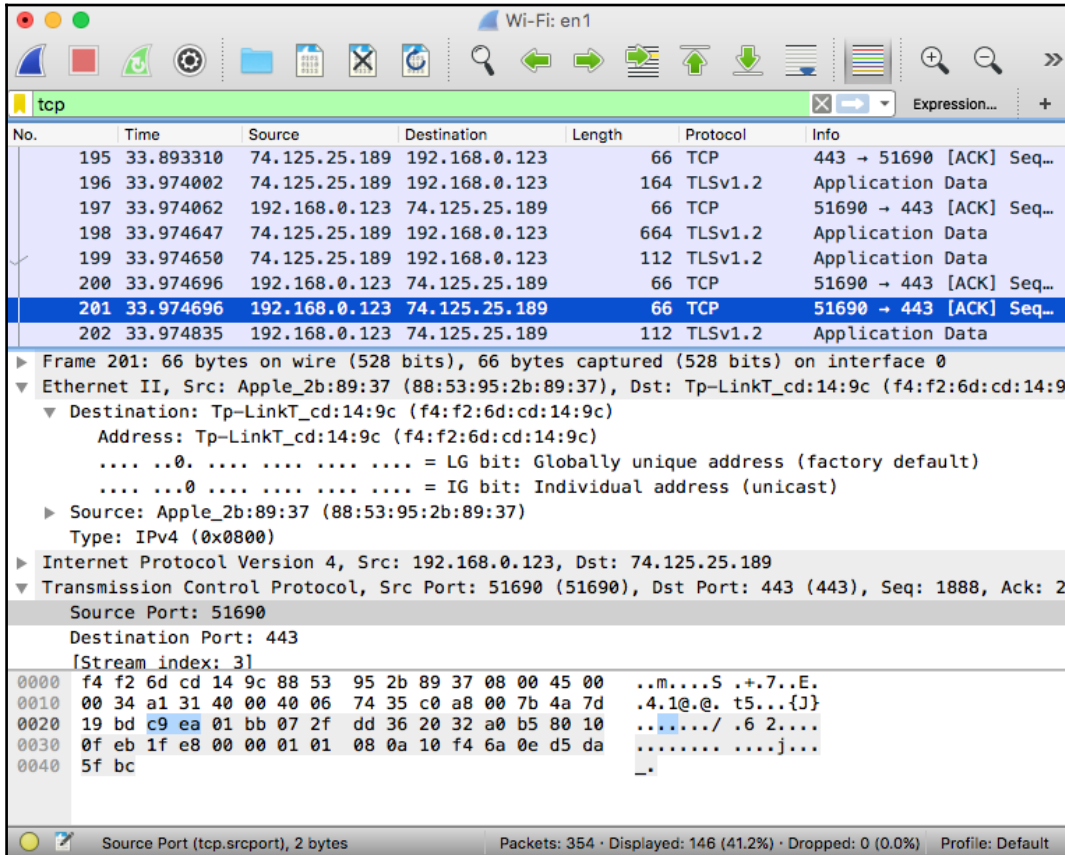 Wi-Fi: en1
tcp Expression... +
No. Time Source Destination Length Protocol Info
195 33.893310 74.125.25.189 192.168.0.123 66 TCP 443 → 51690 [ACK] Seq…
196 33.974002 74.125.25.189 192.168.0.123 164 TLSv1.2 Application Data
197 33.974062 192.168.0.123 74.125.25.189 66 TCP 51690 → 443 [ACK] Seq…
198 33.974647 74.125.25.189 192.168.0.123 664 TLSv1.2 Application Data
199 33.974650 74.125.25.189 192.168.0.123 112 TLSv1.2 Application Data
200 33.974696 192.168.0.123 74.125.25.189 66 TCP 51690 → 443 [ACK] Seq…
201 33.974696 192.168.0.123 74.125.25.189 66 TCP 51690 → 443 [ACK] Seq…
202 33.974835 192.168.0.123 74.125.25.189 112 TLSv1.2 Application Data
Frame 201: 66 bytes on wire (528 bits), 66 bytes captured (528 bits) on interface 0
Ethernet II, Src: Apple_2b:89:37 (88:53:95:2b:89:37), Dst: Tp-LinkT_cd:14:9c (f4:f2:6d:cd:14:9
Destination: Tp-LinkT_cd:14:9c (f4:f2:6d:cd:14:9c)
Address: Tp-LinkT_cd:14:9c (f4:f2:6d:cd:14:9c)
.... ..0. .... .... .... .... = LG bit: Globally unique address (factory default)
.... ...0 .... .... .... .... = IG bit: Individual address (unicast)
Source: Apple_2b:89:37 (88:53:95:2b:89:37)
Type: IPv4 (0x0800)
Internet Protocol Version 4, Src: 192.168.0.123, Dst: 74.125.25.189
Transmission Control Protocol, Src Port: 51690 (51690), Dst Port: 443 (443), Seq: 1888, Ack: 2
Source Port: 51690
Destination Port: 443
[Stream index: 3]
0000 f4 f2 6d cd 14 9c 88 53 95 2b 89 37 08 00 45 00 ..m....S .+.7..E.
0010 00 34 a1 31 40 00 40 06 74 35 c0 a8 00 7b 4a 7d .4.1@.@. t5...{J}
0020 19 bd c9 ea 01 bb 07 2f dd 36 20 32 a0 b5 80 10 ......./ .6 2....
0030 0f eb 1f e8 00 00 01 01 08 0a 10 f4 6a 0e d5 da ........ ....j...
0040 5f bc _.
Source Port (tcp.srcport), 2 bytes Packets: 354 · Displayed: 146 (41.2%) · Dropped: 0 (0.0%) Profile: Default